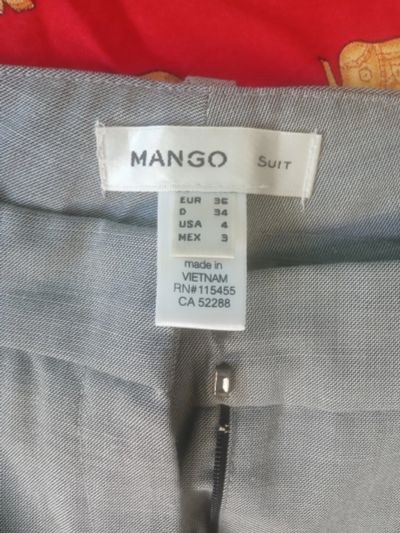 MANGO SUIT
EUR 36
D 34
USA 4
MEX 3
made in
VIETNAM
RN#115455
CA 52288